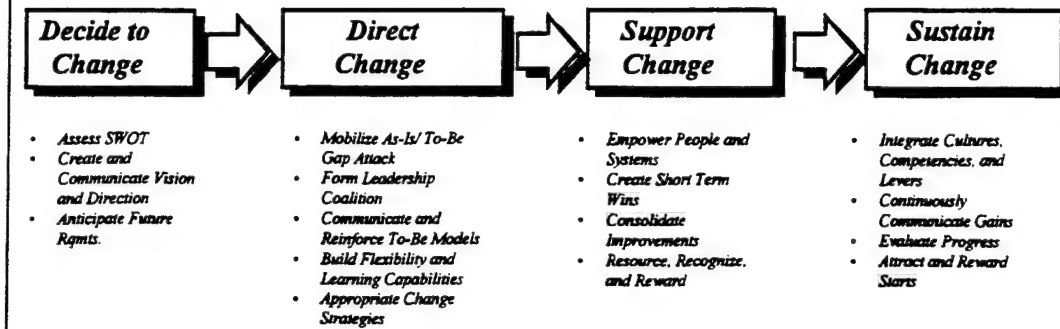 Decide to
Change
Direct
Change
Support
Change
Sustain
Change
• Assess SWOT
• Create and
Communicate Vision
and Direction
• Anticipate Future
Rqmts.
• Mobilize As-Is/ To-Be
Gap Attack
• Form Leadership
Coalition
• Communicate and
Reinforce To-Be Models
• Build Flexibility and
Learning Capabilities
• Appropriate Change
Strategies
• Empower People and
Systems
• Create Short Term
Wins
• Consolidate
Improvements
• Resource, Recognize,
and Reward
• Integrate Cultures,
Competencies, and
Levers
• Continuously
Communicate Gains
• Evaluate Progress
• Attract and Reward
Starts